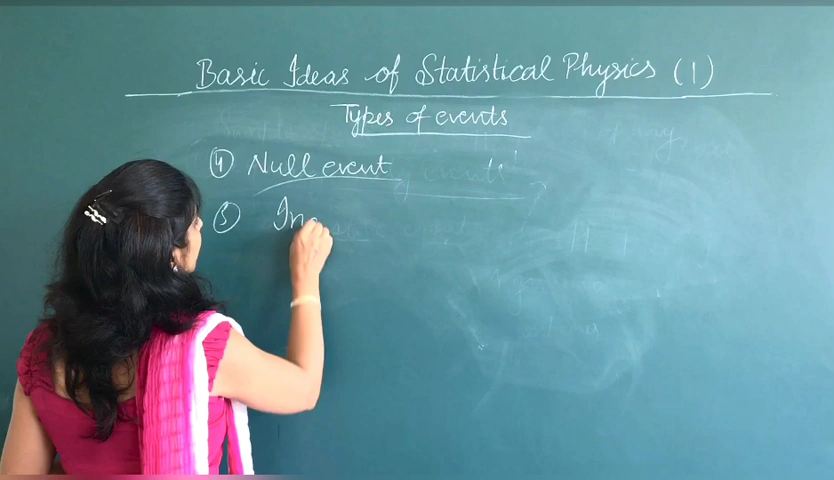 Basic Ideas of Statistical Physics (1)
Types of events
④ Null event
⑤ In